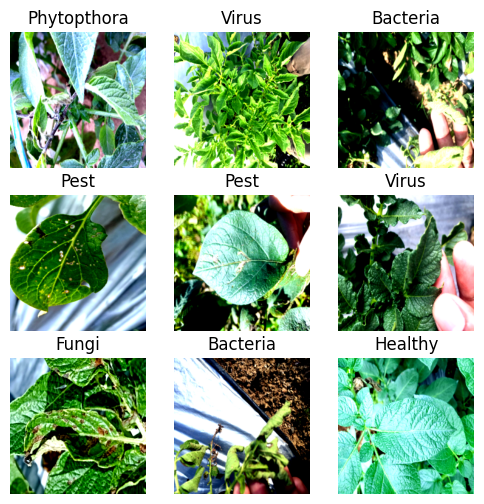 Phytopthora
Virus
Bacteria
Pest
Pest
Virus
Fungi
Bacteria
Healthy